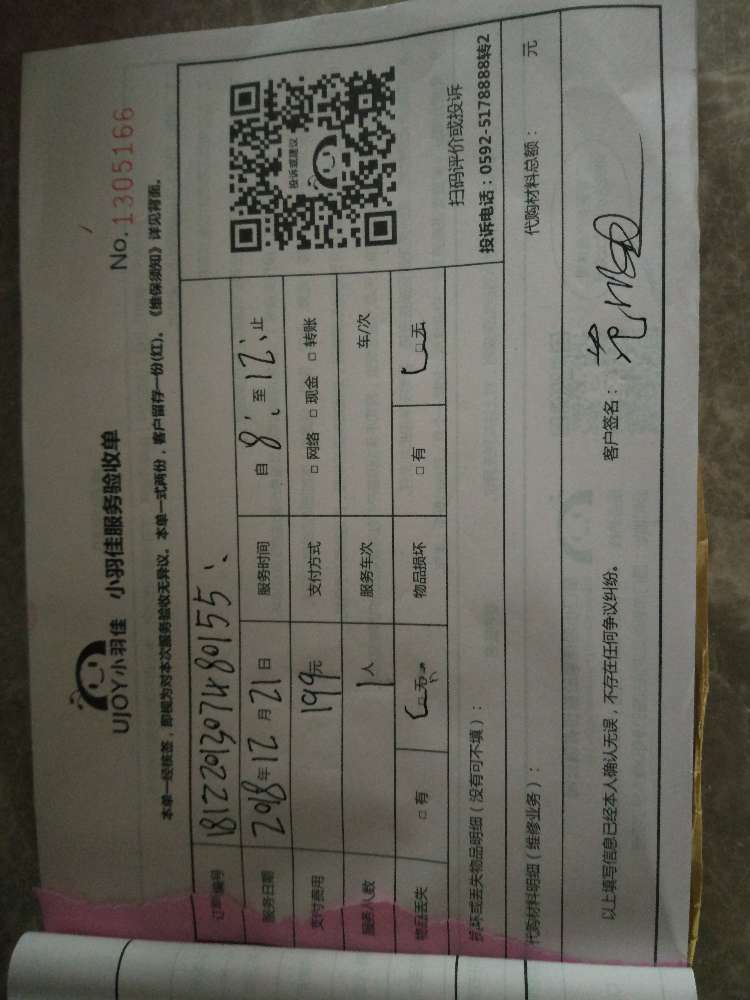 UJOY小羽佳 小羽佳服务验收单
No.1305166
本单一经核签，即视为对本次服务验收无异议。本单一式两份，客户留存一份(红)。《维保须知》详见背面。
订单编号 181220130748015 5
服务日期 2018年12月21日 服务时间 自 8: 至 12: 止
支付费用 199元 支付方式 □ 网络 □ 现金 □ 转账
服务人数 1人 服务车次 车/次
物品丢失 □ 有 □ 无 物品损坏 □ 有 □ 无
投诉或建议
扫码评价或投诉
投诉电话：0592-5178888转2
损坏或丢失物品明细（没有可不填）：
代购材料明细（维修业务）： 代购材料总额： 元
以上填写信息已经本人确认无误，不存在任何争议纠纷。 客户签名：